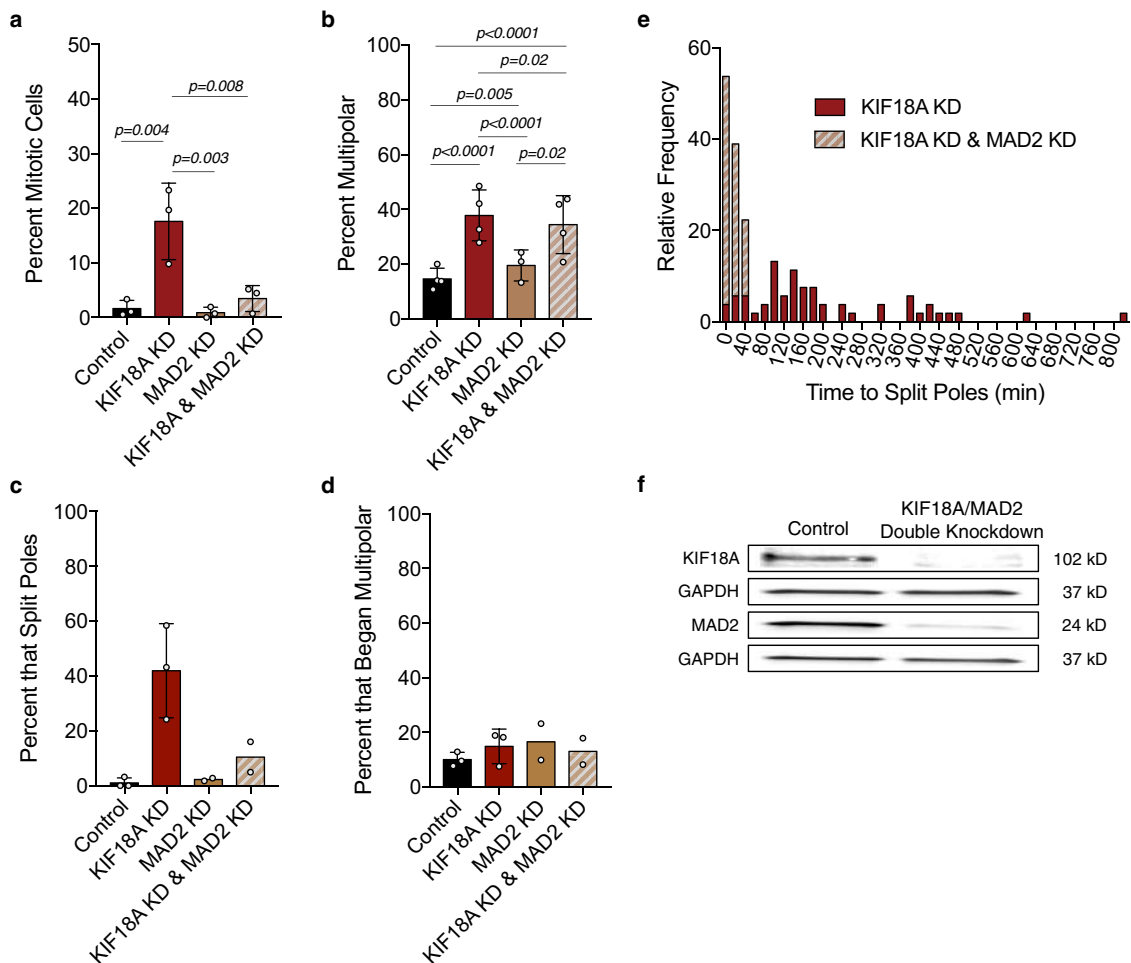 a
Percent Mitotic Cells
50
40
30
20
10
0
p=0.008
p=0.004
p=0.003
Control
KIF18A KD
MAD2 KD
KIF18A & MAD2 KD
b
Percent Multipolar
100
80
60
40
20
0
p<0.0001
p=0.02
p=0.005
p<0.0001
p<0.0001
p=0.02
Control
KIF18A KD
MAD2 KD
KIF18A & MAD2 KD
e
Relative Frequency
60
40
20
0
KIF18A KD
KIF18A KD & MAD2 KD
0
40
80
120
160
200
240
280
320
360
400
440
480
520
560
600
640
680
720
760
800
Time to Split Poles (min)
c
Percent that Split Poles
100
80
60
40
20
0
Control
KIF18A KD
MAD2 KD
KIF18A KD & MAD2 KD
d
Percent that Began Multipolar
100
80
60
40
20
0
Control
KIF18A KD
MAD2 KD
KIF18A KD & MAD2 KD
f
Control
KIF18A/MAD2
Double Knockdown
KIF18A 102 kD
GAPDH 37 kD
MAD2 24 kD
GAPDH 37 kD